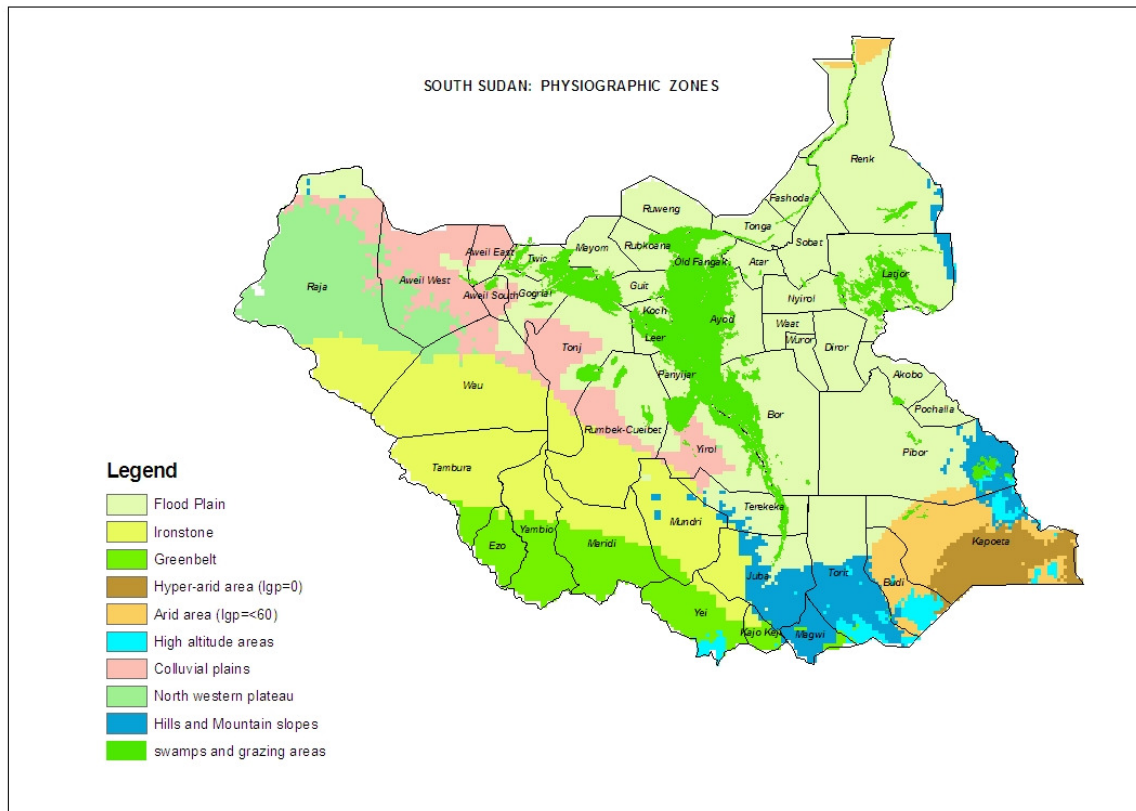 SOUTH SUDAN: PHYSIOGRAPHIC ZONES
Renk
Fashoda
Ruweng
Tonga
Sobat
Aweil East
Twic
Mayom
Rubkoana
Old Fangak
Atar
Lagjor
Raja
Aweil West
Aweil South
Gogrial
Guit
Nyirol
Koch
Ayod
Waat
Leer
Wuror
Diror
Tonj
Wau
Panyijar
Akobo
Bor
Pochalla
Rumbek-Cueibet
Yirol
Pibor
Tambura
Terekeka
Mundri
Yambio
Kapoeta
Ezo
Maridi
Juba
Torit
Budi
Yei
Kajo Keji
Magwi
Legend
Flood Plain
Ironstone
Greenbelt
Hyper-arid area (lgp=0)
Arid area (lgp=<60)
High altitude areas
Colluvial plains
North western plateau
Hills and Mountain slopes
swamps and grazing areas